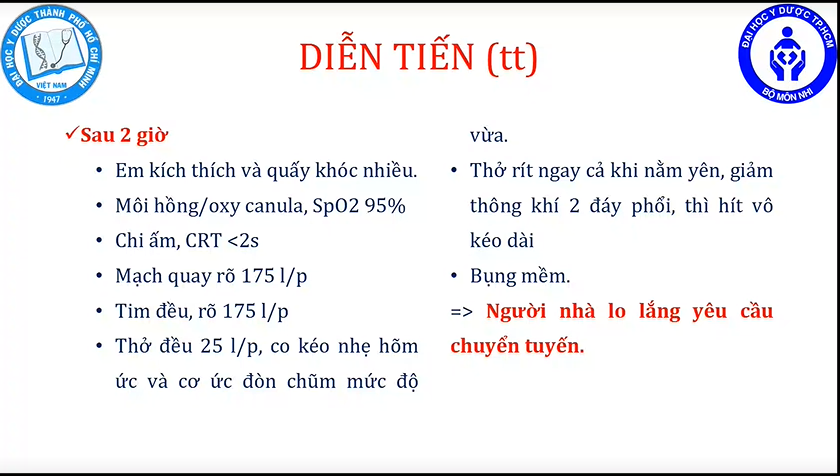 ĐẠI HỌC Y DƯỢC THÀNH PHỐ HỒ CHÍ MINH
VIỆT NAM
1947
DIỄN TIẾN (tt)
ĐẠI HỌC Y DƯỢC TP.HCM
BỘ MÔN NHI
✓Sau 2 giờ
• Em kích thích và quấy khóc nhiều.
• Môi hồng/oxy canula, SpO2 95%
• Chi ấm, CRT <2s
• Mạch quay rõ 175 l/p
• Tim đều, rõ 175 l/p
• Thở đều 25 l/p, co kéo nhẹ hõm
ức và cơ ức đòn chũm mức độ
vừa.
• Thở rít ngay cả khi nằm yên, giảm
thông khí 2 đáy phổi, thì hít vô
kéo dài
• Bụng mềm.
=> Người nhà lo lắng yêu cầu
chuyển tuyến.